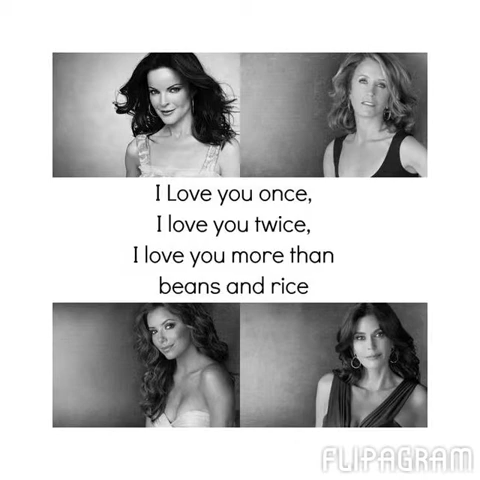 I Love you once,
I love you twice,
I love you more than
beans and rice
FLIPAGRAM